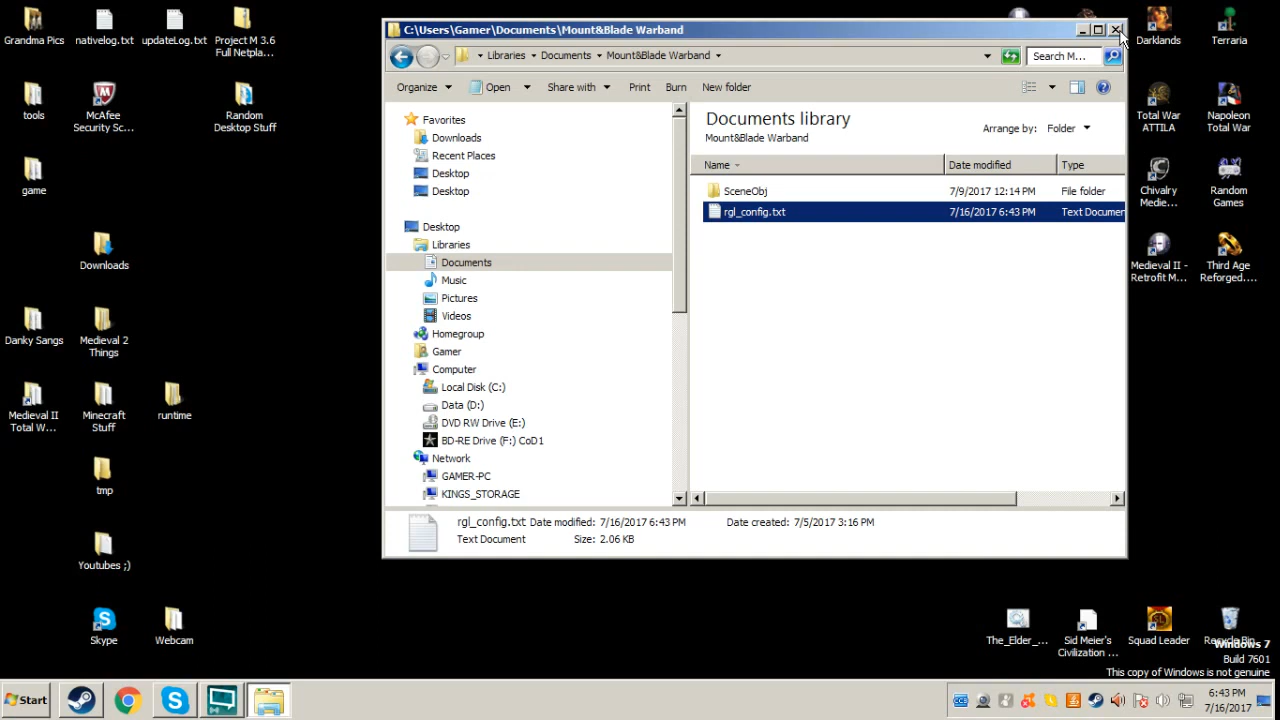 Grandma Pics
nativelog.txt
updateLog.txt
Project M 3.6
Full Netpla...
tools
McAfee
Security Sc...
Random
Desktop Stuff
game
Downloads
Danky Sangs
Medieval 2
Things
Medieval II
Total W...
Minecraft
Stuff
runtime
tmp
Youtubes ;)
Skype
Webcam
C:\Users\Gamer\Documents\Mount&Blade Warband
Libraries
Documents
Mount&Blade Warband
Search M...
Organize
Open
Share with
Print
Burn
New folder
Favorites
Downloads
Recent Places
Desktop
Desktop
Desktop
Libraries
Documents
Music
Pictures
Videos
Homegroup
Gamer
Computer
Local Disk (C:)
Data (D:)
DVD RW Drive (E:)
BD-RE Drive (F:) CoD1
Network
GAMER-PC
KINGS_STORAGE
Documents library
Mount&Blade Warband
Arrange by: Folder
Name Date modified Type
SceneObj 7/9/2017 12:14 PM File folder
rgl_config.txt 7/16/2017 6:43 PM Text Documen
rgl_config.txt Date modified: 7/16/2017 6:43 PM Date created: 7/5/2017 3:16 PM
Text Document Size: 2.06 KB
Darklands
Terraria
Total War
ATTILA
Napoleon
Total War
Chivalry
Medie...
Random
Games
Medieval II -
Retrofit M...
Third Age
Reforged....
The_Elder_...
Sid Meier's
Civilization ...
Squad Leader
Recycle Bin
Windows 7
Build 7601
This copy of Windows is not genuine
Start
6:43 PM
7/16/2017